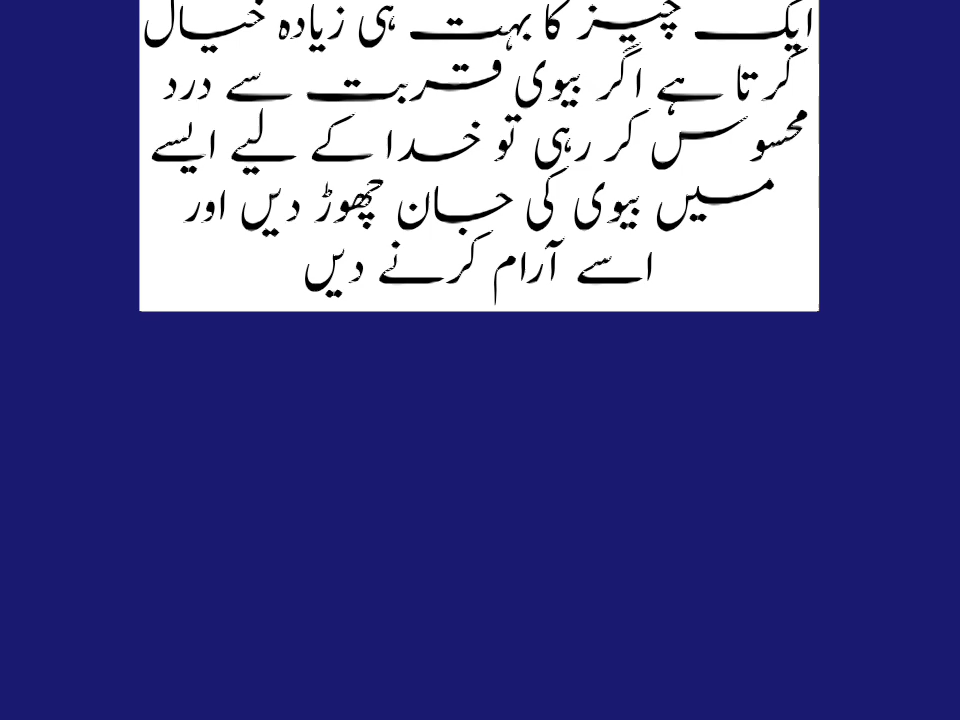 ایک چیز کا بہت ہی زیادہ خیال
کرتا ہے اگر بیوی قربت سے درد
محسوس کر رہی تو خدا کے لیے ایسے
میں بیوی کی جان چھوڑ دیں اور
اسے آرام کرنے دیں